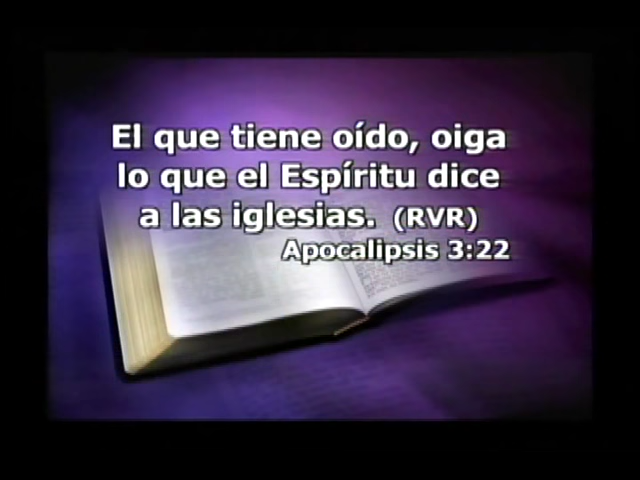 El que tiene oído, oiga
lo que el Espíritu dice
a las iglesias. (RVR)
Apocalipsis 3:22